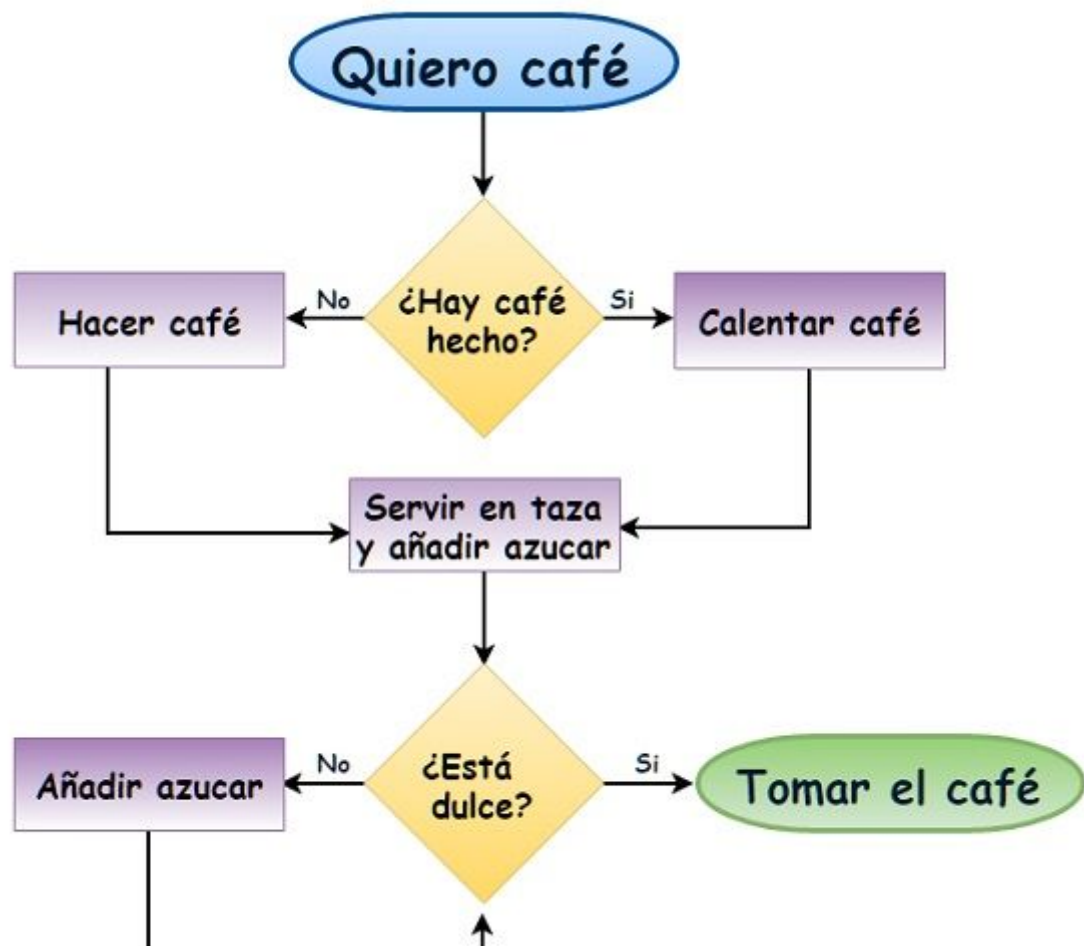 Quiero café
¿Hay café
hecho?
No
Si
Hacer café
Calentar café
Servir en taza
y añadir azucar
¿Está
dulce?
No
Si
Añadir azucar
Tomar el café